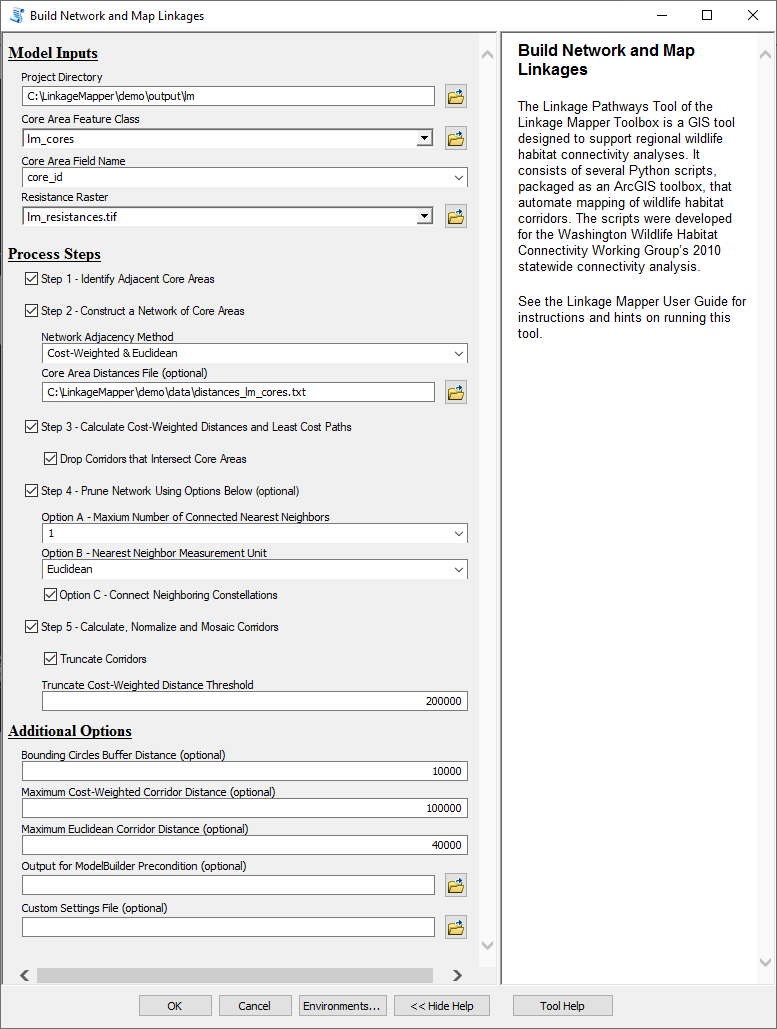 Build Network and Map Linkages
Model Inputs
Project Directory
C:\LinkageMapper\demo\output\lm
Core Area Feature Class
lm_cores
Core Area Field Name
core_id
Resistance Raster
lm_resistances.tif
Process Steps
Step 1 - Identify Adjacent Core Areas
Step 2 - Construct a Network of Core Areas
Network Adjacency Method
Cost-Weighted & Euclidean
Core Area Distances File (optional)
C:\LinkageMapper\demo\data\distances_lm_cores.txt
Step 3 - Calculate Cost-Weighted Distances and Least Cost Paths
Drop Corridors that Intersect Core Areas
Step 4 - Prune Network Using Options Below (optional)
Option A - Maxium Number of Connected Nearest Neighbors
1
Option B - Nearest Neighbor Measurement Unit
Euclidean
Option C - Connect Neighboring Constellations
Step 5 - Calculate, Normalize and Mosaic Corridors
Truncate Corridors
Truncate Cost-Weighted Distance Threshold
200000
Additional Options
Bounding Circles Buffer Distance (optional)
10000
Maximum Cost-Weighted Corridor Distance (optional)
100000
Maximum Euclidean Corridor Distance (optional)
40000
Output for ModelBuilder Precondition (optional)
Custom Settings File (optional)
Build Network and Map
Linkages
The Linkage Pathways Tool of the
Linkage Mapper Toolbox is a GIS tool
designed to support regional wildlife
habitat connectivity analyses. It
consists of several Python scripts,
packaged as an ArcGIS toolbox, that
automate mapping of wildlife habitat
corridors. The scripts were developed
for the Washington Wildlife Habitat
Connectivity Working Group's 2010
statewide connectivity analysis.
See the Linkage Mapper User Guide for
instructions and hints on running this
tool.
OK
Cancel
Environments...
<< Hide Help
Tool Help